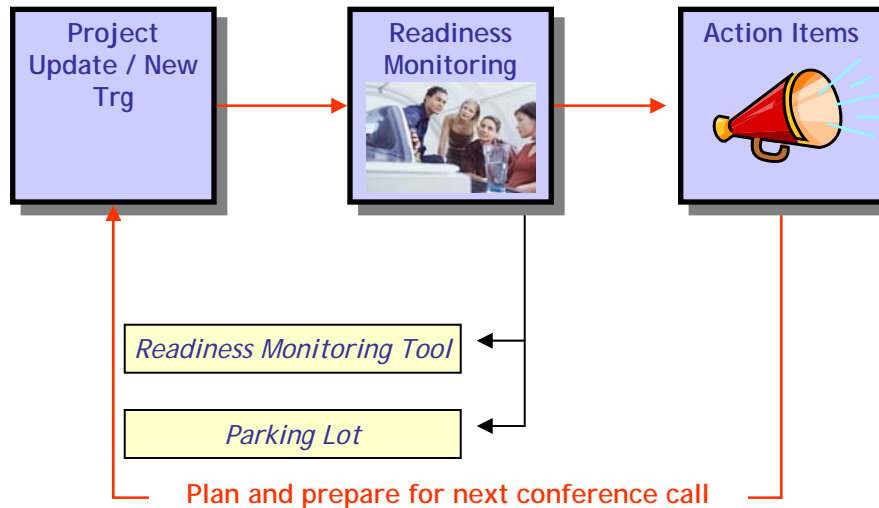 Project
Update / New
Trg
Readiness
Monitoring
Action Items
Readiness Monitoring Tool
Parking Lot
Plan and prepare for next conference call